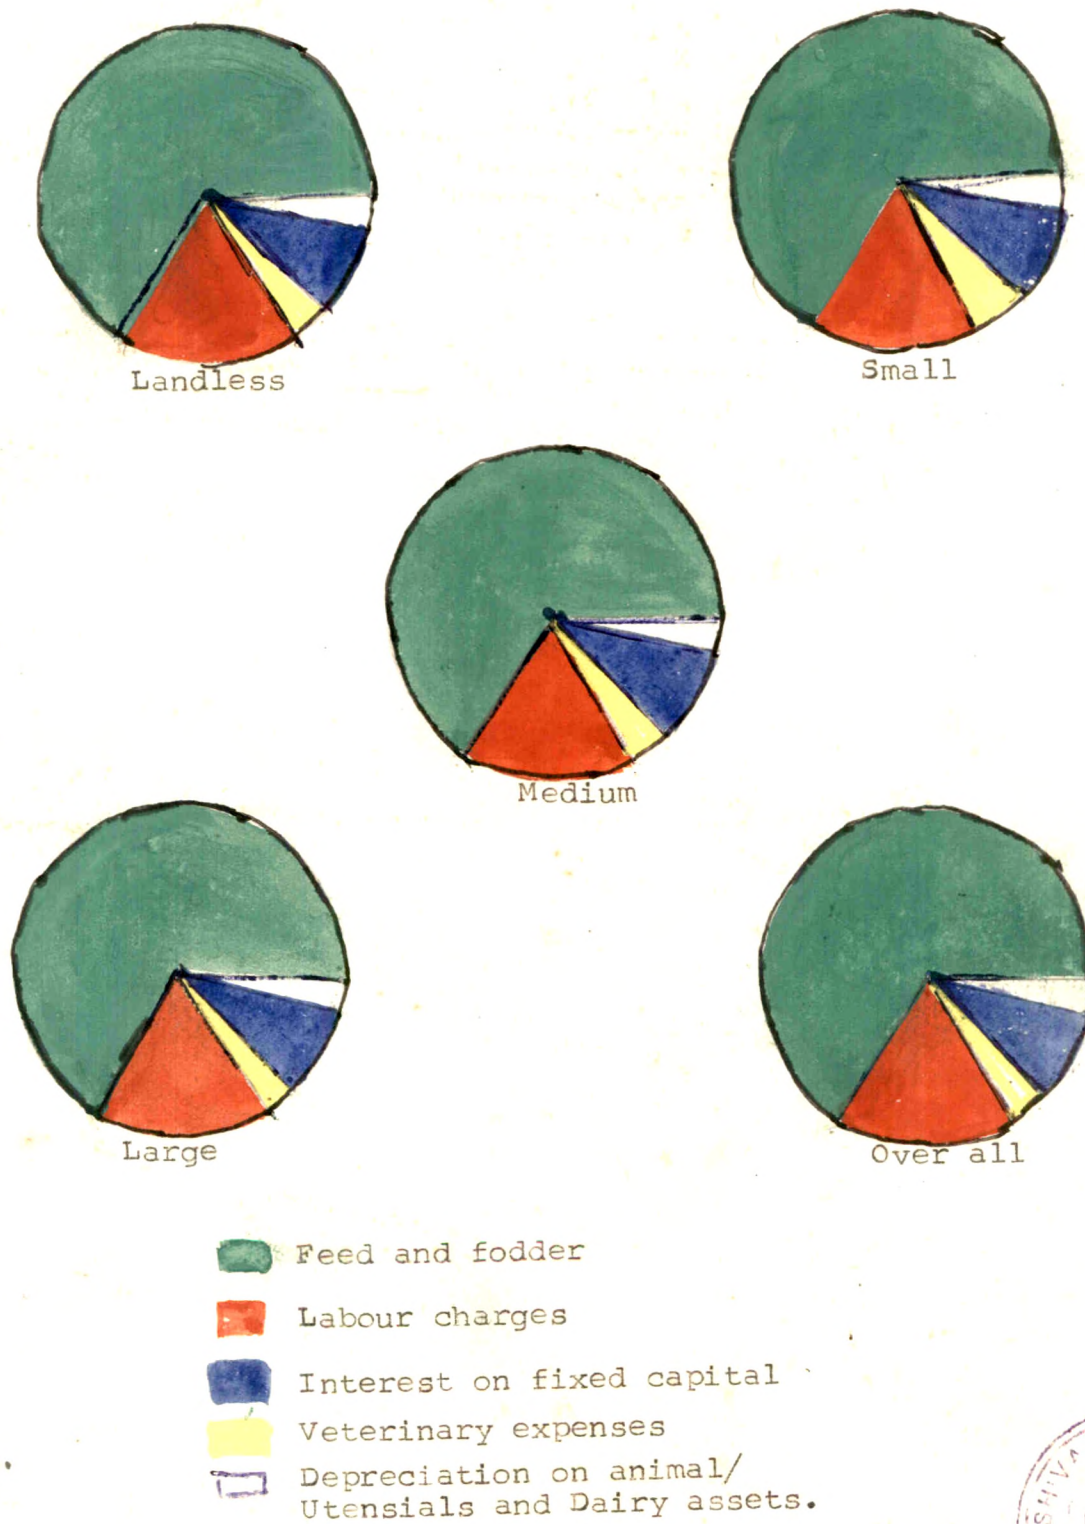 Landless
Small
Medium
Large
Over all
Feed and fodder
Labour charges
Interest on fixed capital
Veterinary expenses
Depreciation on animal/
Utensials and Dairy assets.
SHIVA